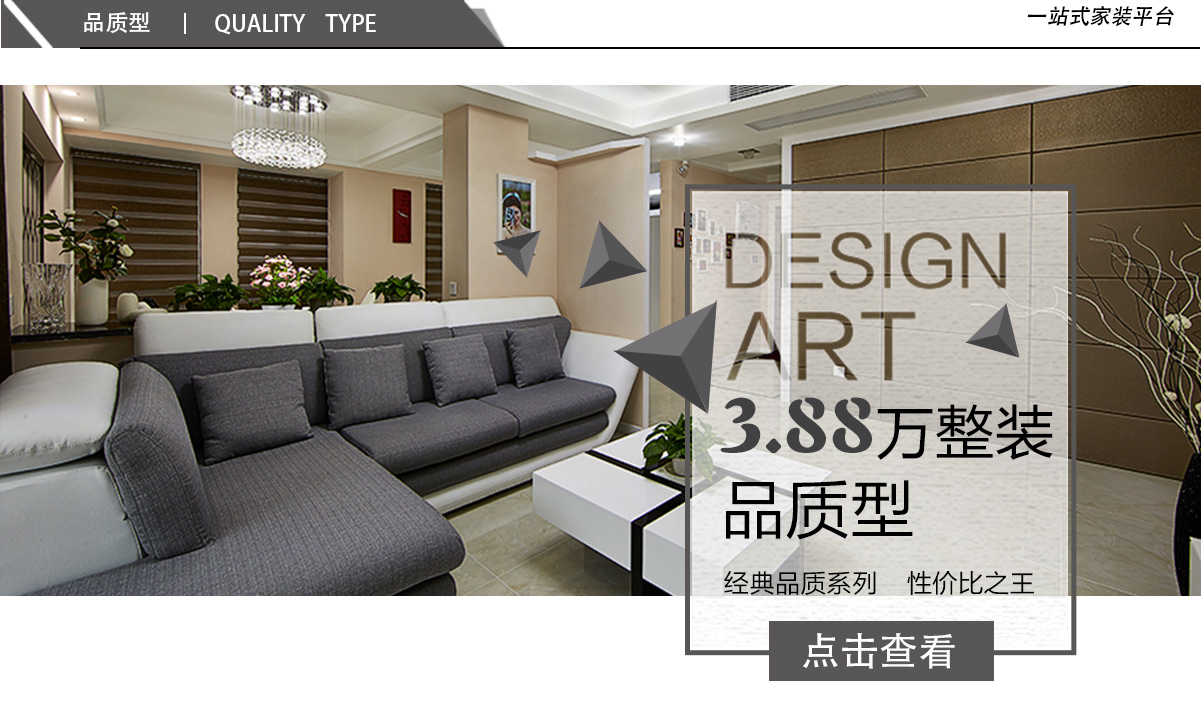 品质型 | QUALITY TYPE
一站式家装平台
DESIGN
ART
3.88万整装
品质型
经典品质系列 性价比之王
点击查看